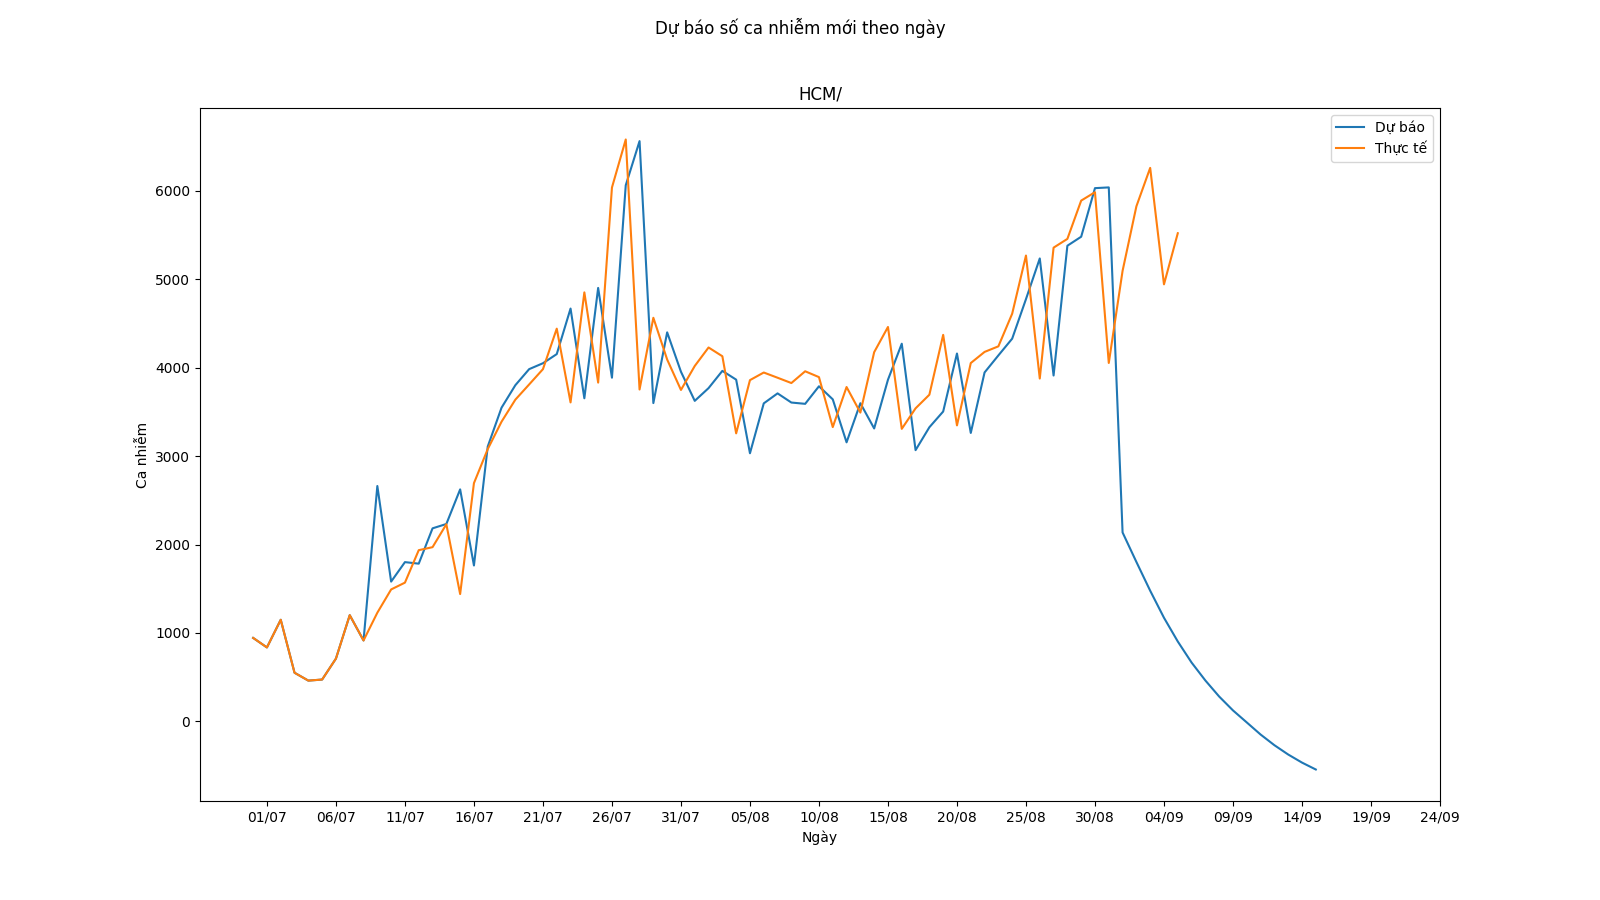 Dự báo số ca nhiễm mới theo ngày
HCM/
Dự báo
Thực tế
6000
5000
4000
3000
2000
1000
0
Ca nhiễm
01/07 06/07 11/07 16/07 21/07 26/07 31/07 05/08 10/08 15/08 20/08 25/08 30/08 04/09 09/09 14/09 19/09 24/09
Ngày